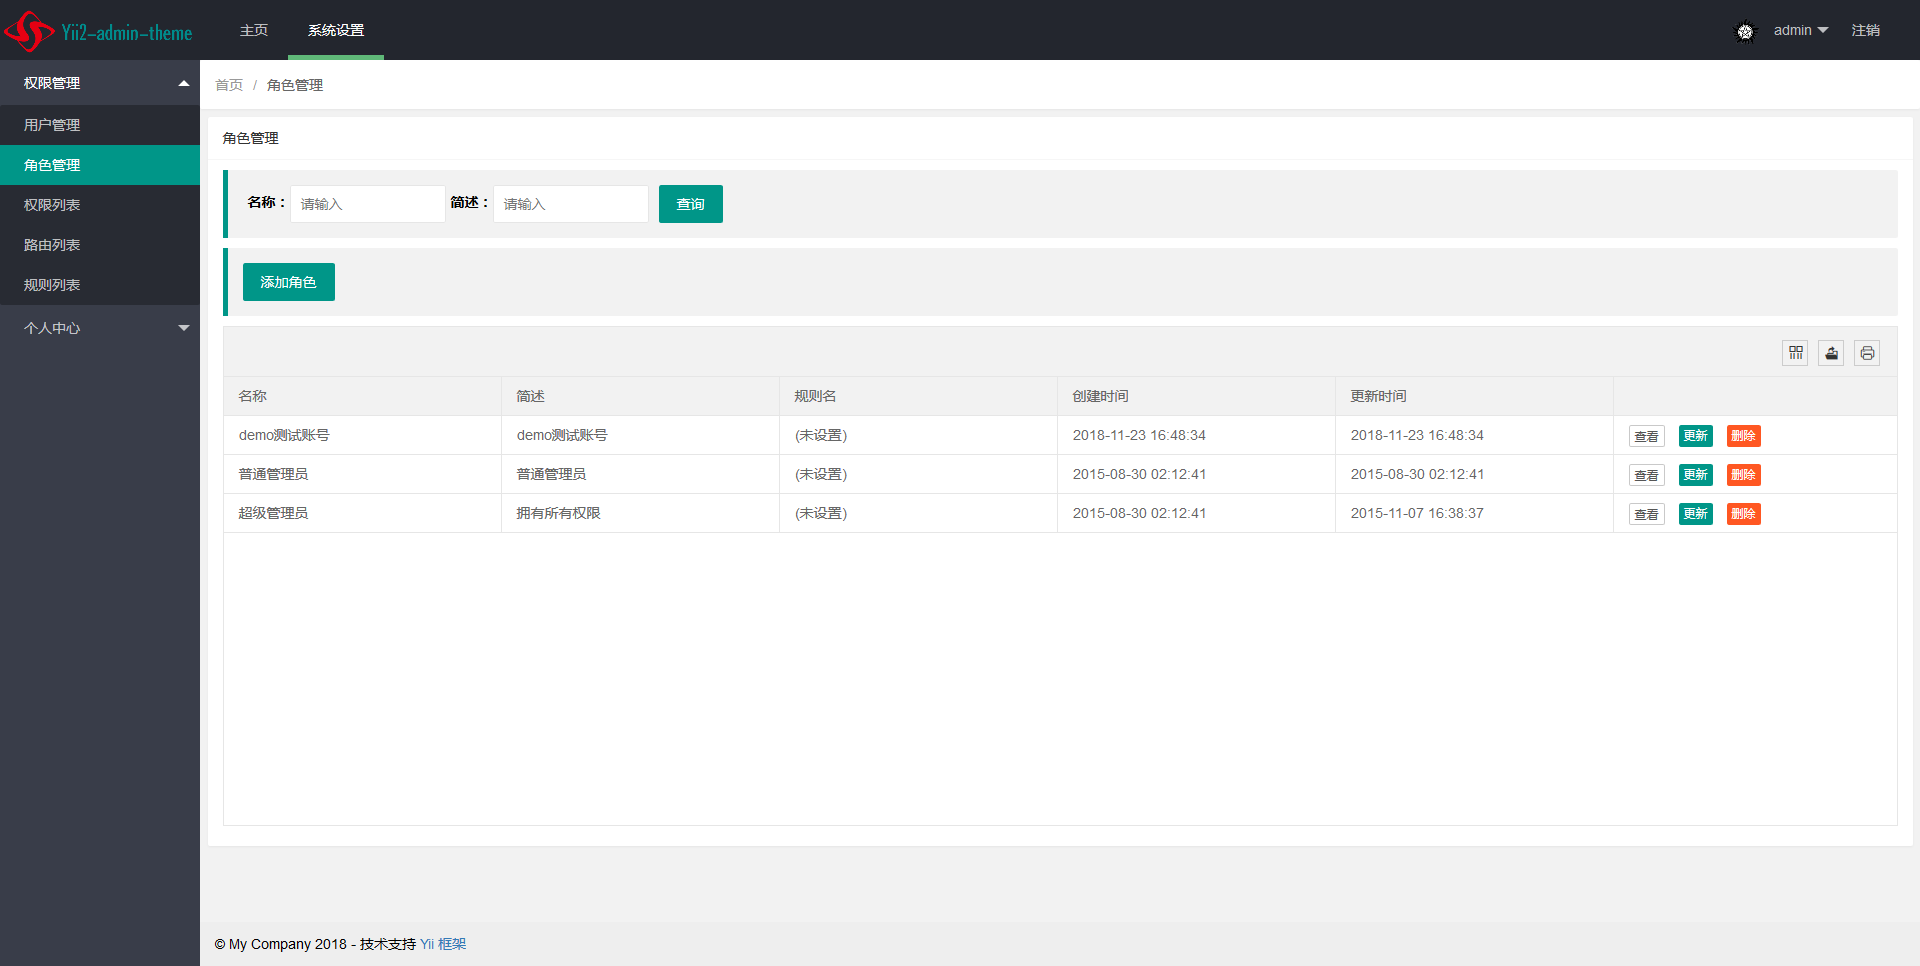 Yii2-admin-theme 主页 系统设置 admin 注销
权限管理
用户管理
角色管理
权限列表
路由列表
规则列表
个人中心
首页 / 角色管理
角色管理
名称： 请输入 简述： 请输入 查询
添加角色
名称 简述 规则名 创建时间 更新时间
demo测试账号 demo测试账号 (未设置) 2018-11-23 16:48:34 2018-11-23 16:48:34 查看 更新 删除
普通管理员 普通管理员 (未设置) 2015-08-30 02:12:41 2015-08-30 02:12:41 查看 更新 删除
超级管理员 拥有所有权限 (未设置) 2015-08-30 02:12:41 2015-11-07 16:38:37 查看 更新 删除
© My Company 2018 - 技术支持 Yii 框架